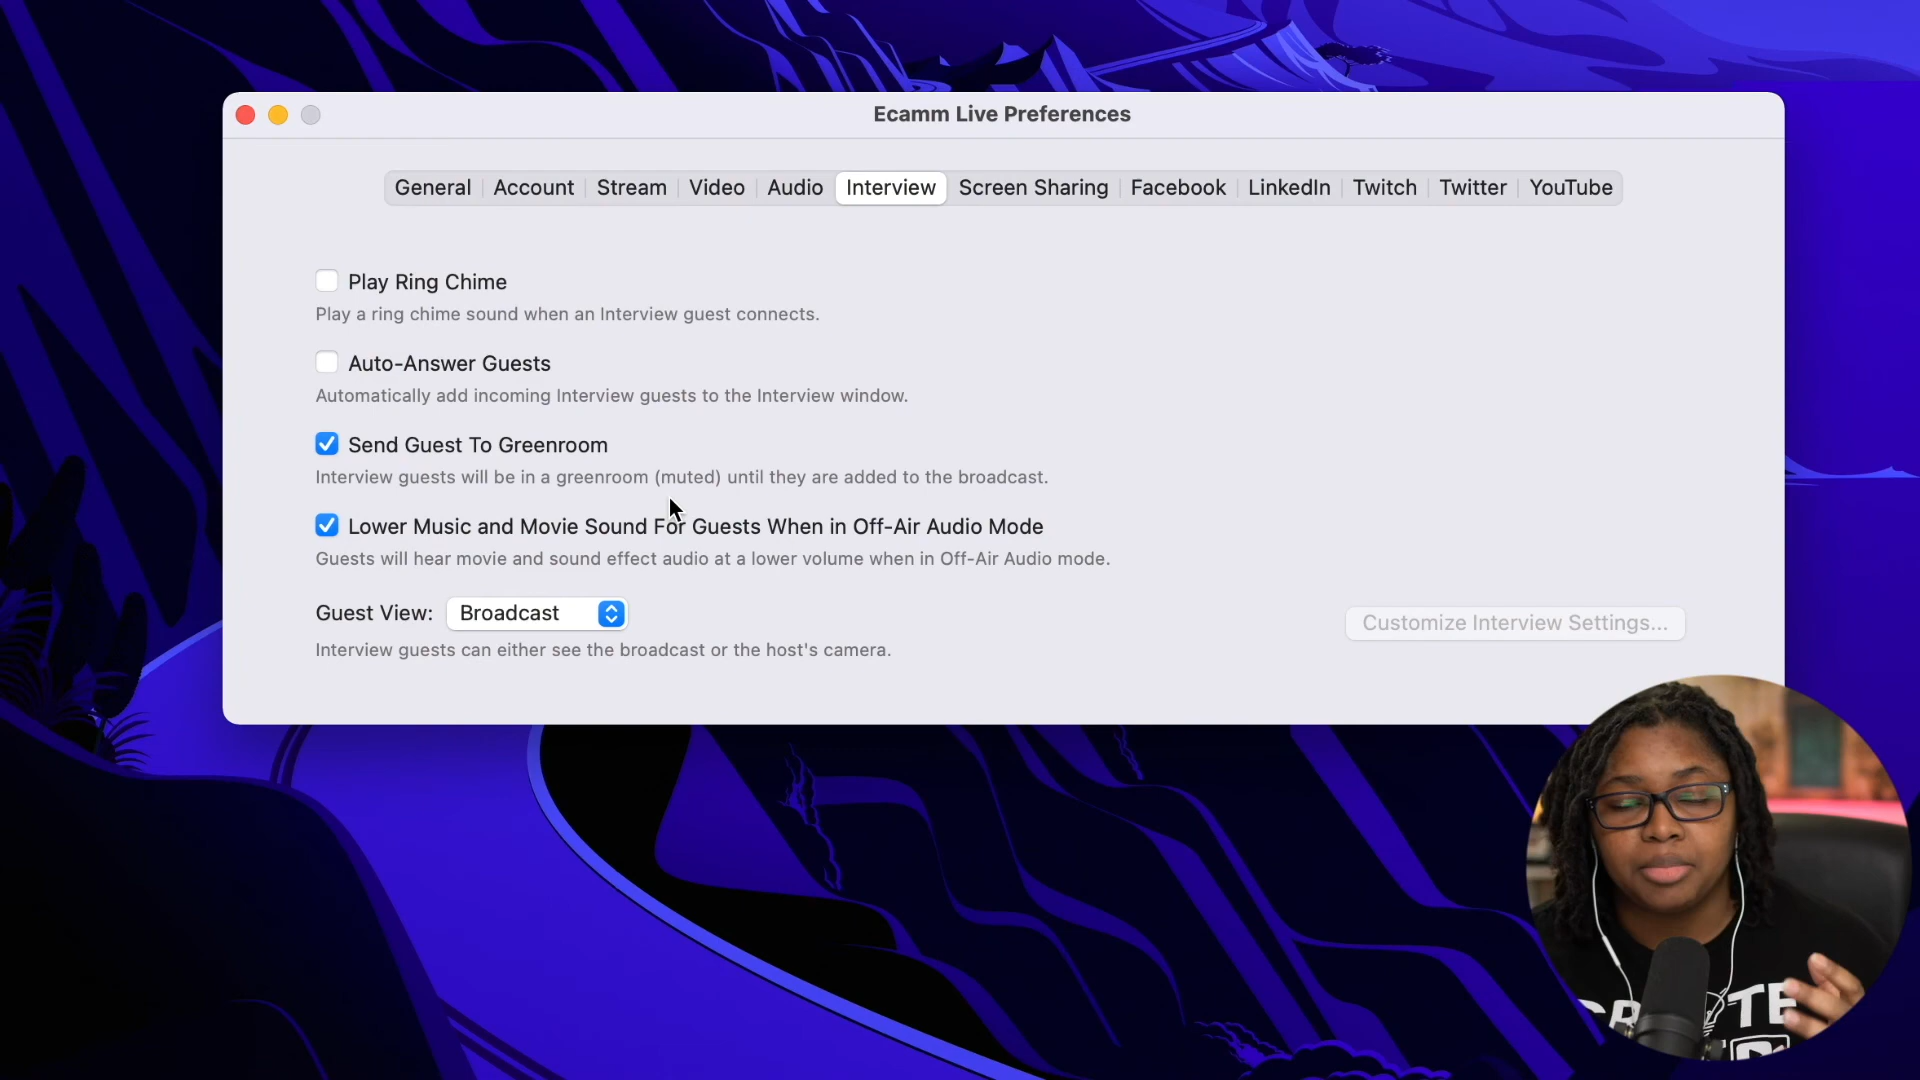 Ecamm Live Preferences
General Account Stream Video Audio Interview Screen Sharing Facebook LinkedIn Twitch Twitter YouTube
Play Ring Chime
Play a ring chime sound when an Interview guest connects.
Auto-Answer Guests
Automatically add incoming Interview guests to the Interview window.
Send Guest To Greenroom
Interview guests will be in a greenroom (muted) until they are added to the broadcast.
Lower Music and Movie Sound For Guests When in Off-Air Audio Mode
Guests will hear movie and sound effect audio at a lower volume when in Off-Air Audio mode.
Guest View: Broadcast
Customize Interview Settings...
Interview guests can either see the broadcast or the host's camera.